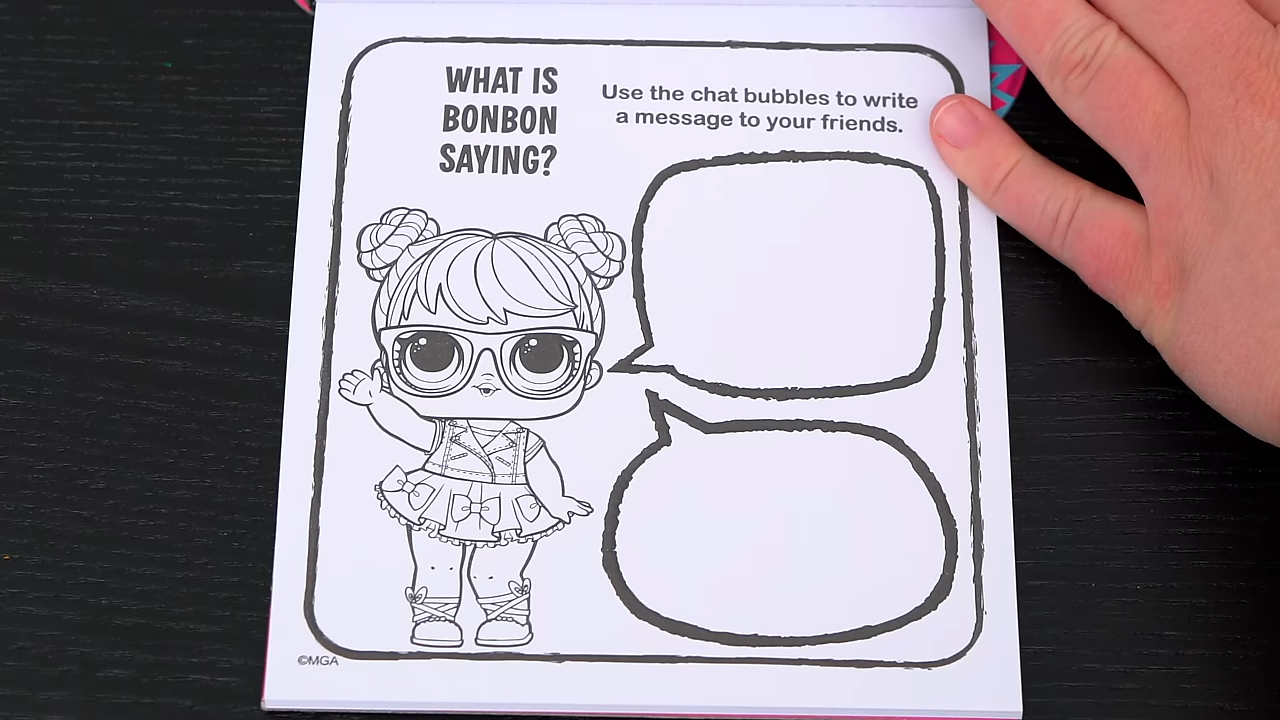 WHAT IS
BONBON
SAYING?
Use the chat bubbles to write
a message to your friends.
©MGA